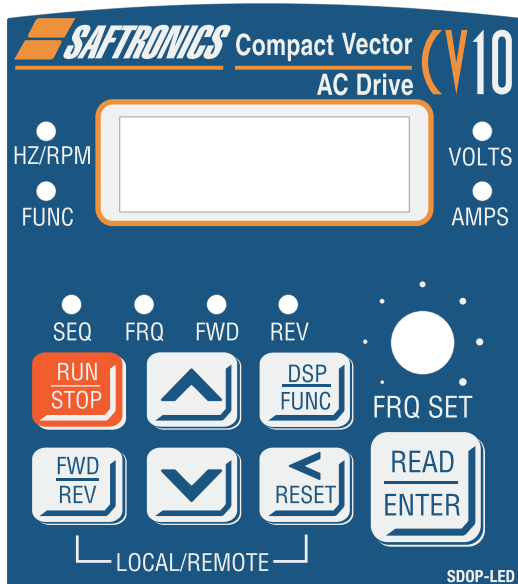 SAFTRONICS Compact Vector CV10
AC Drive
HZ/RPM VOLTS
FUNC AMPS
SEQ FRQ FWD REV
RUN
STOP
DSP
FUNC
FRQ SET
FWD
REV
<
RESET
READ
ENTER
LOCAL/REMOTE
SDOP-LED